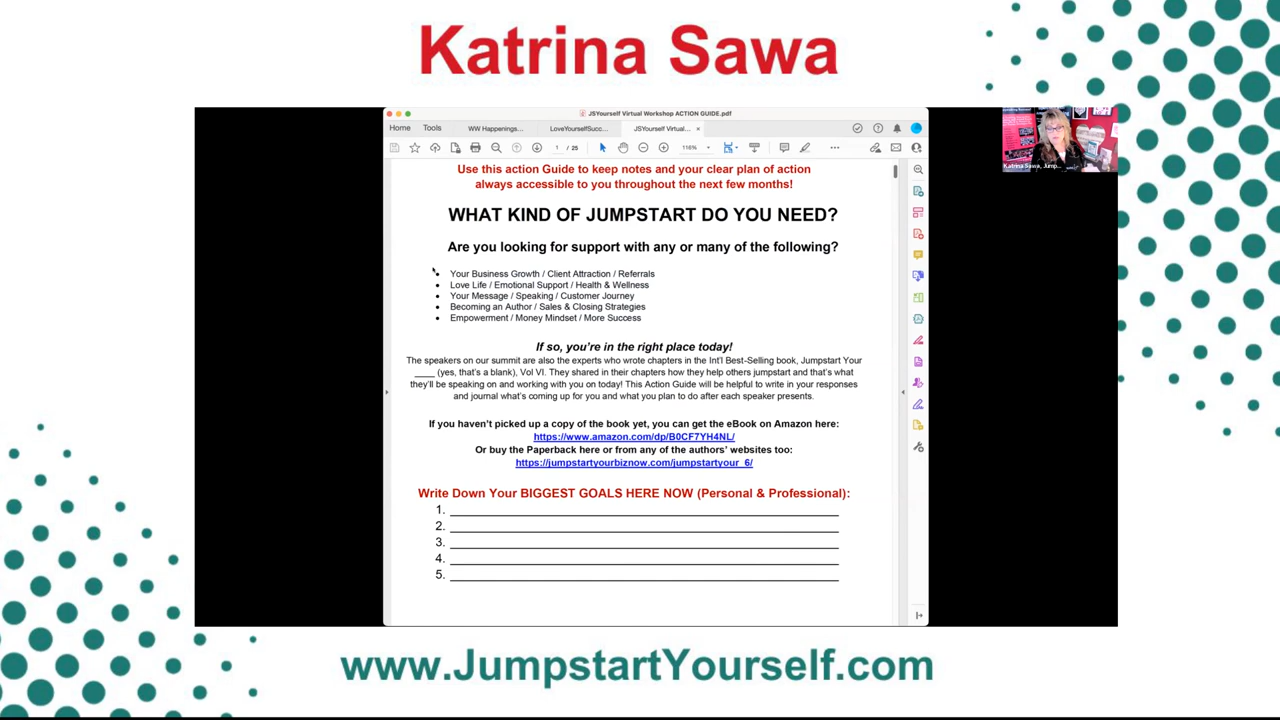 Katrina Sawa
JSYourself Virtual Workshop ACTION GUIDE.pdf
Home Tools WW Happenings... LoveYourselfSucc... JSYourself Virtual... ×
1 / 25 116%
Katrina Sawa, Jump...
Use this action Guide to keep notes and your clear plan of action
always accessible to you throughout the next few months!
WHAT KIND OF JUMPSTART DO YOU NEED?
Are you looking for support with any or many of the following?
• Your Business Growth / Client Attraction / Referrals
• Love Life / Emotional Support / Health & Wellness
• Your Message / Speaking / Customer Journey
• Becoming an Author / Sales & Closing Strategies
• Empowerment / Money Mindset / More Success
If so, you're in the right place today!
The speakers on our summit are also the experts who wrote chapters in the Int'l Best-Selling book, Jumpstart Your
____ (yes, that's a blank), Vol VI. They shared in their chapters how they help others jumpstart and that's what
they'll be speaking on and working with you on today! This Action Guide will be helpful to write in your responses
and journal what's coming up for you and what you plan to do after each speaker presents.
If you haven't picked up a copy of the book yet, you can get the eBook on Amazon here:
https://www.amazon.com/dp/B0CF7YH4NL/
Or buy the Paperback here or from any of the authors' websites too:
https://jumpstartyourbiznow.com/jumpstartyour_6/
Write Down Your BIGGEST GOALS HERE NOW (Personal & Professional):
1.
2.
3.
4.
5.
www.JumpstartYourself.com